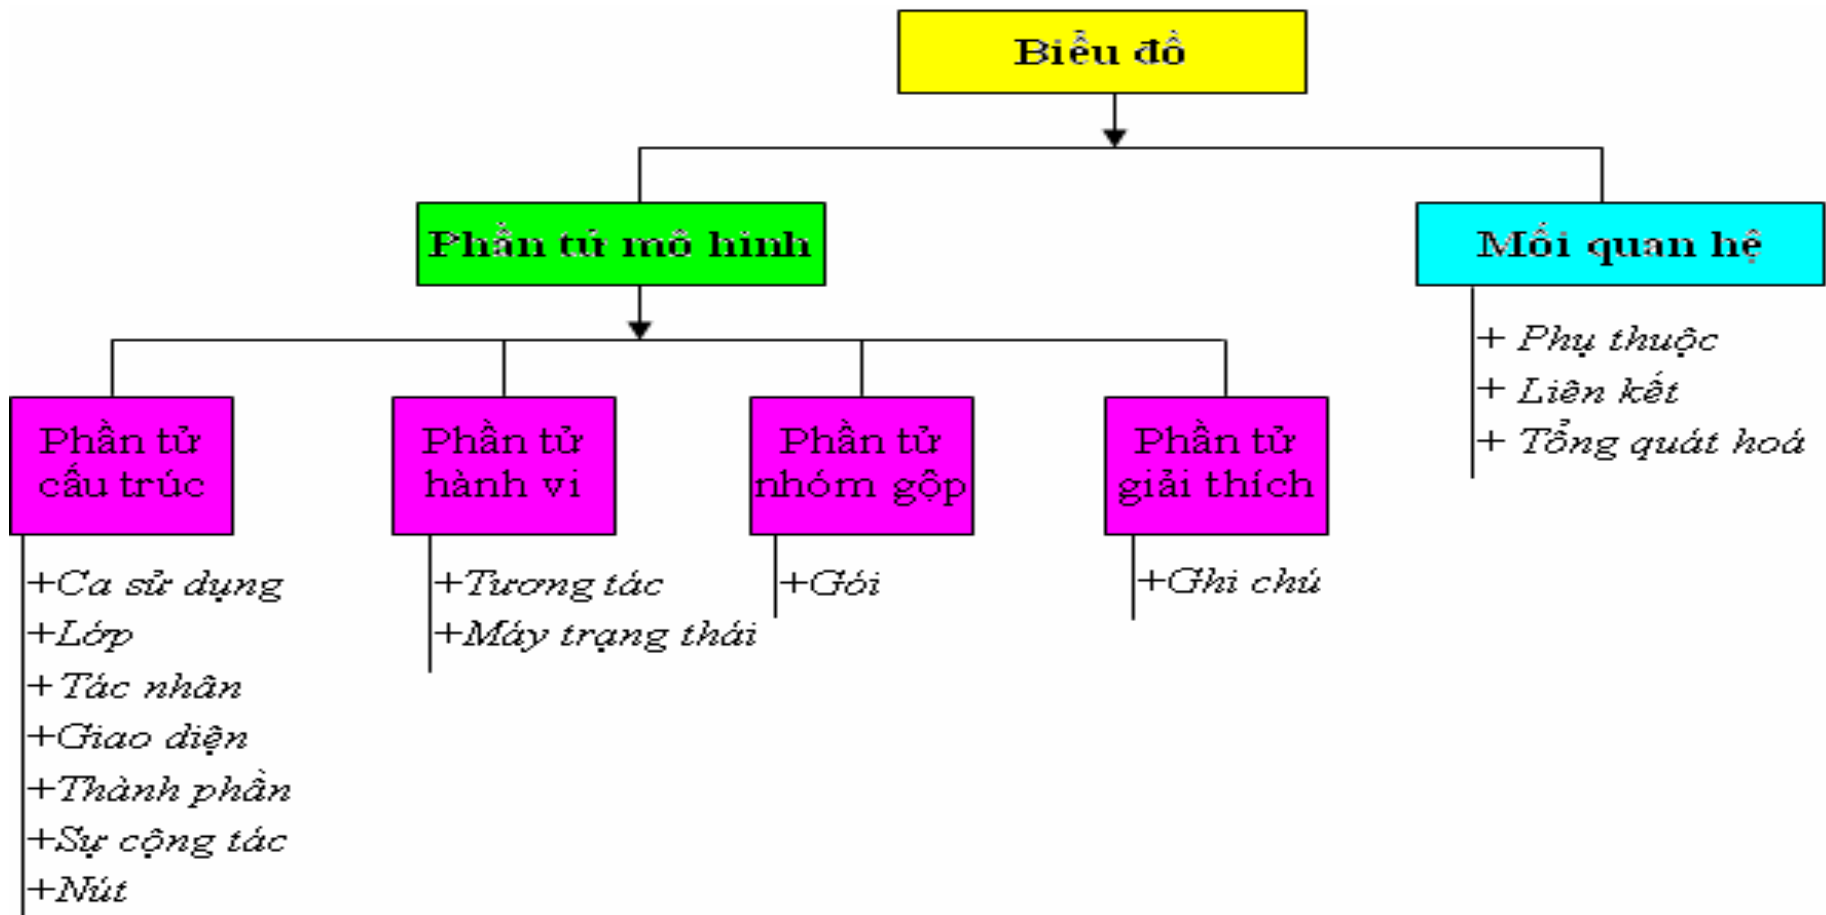 Biểu đồ
Phần tử mô hinh
Mối quan hệ
+ Phụ thuộc
+ Liên kết
+ Tổng quát hoá
Phần tử
cấu trúc
Phần tử
hành vi
Phần tử
nhóm gộp
Phần tử
giải thích
+Ca sử dụng
+Lớp
+Tác nhân
+Giao diện
+Thành phần
+Sự cộng tác
+Nút
+Tương tác
+Máy trạng thái
+Gói
+Ghi chú